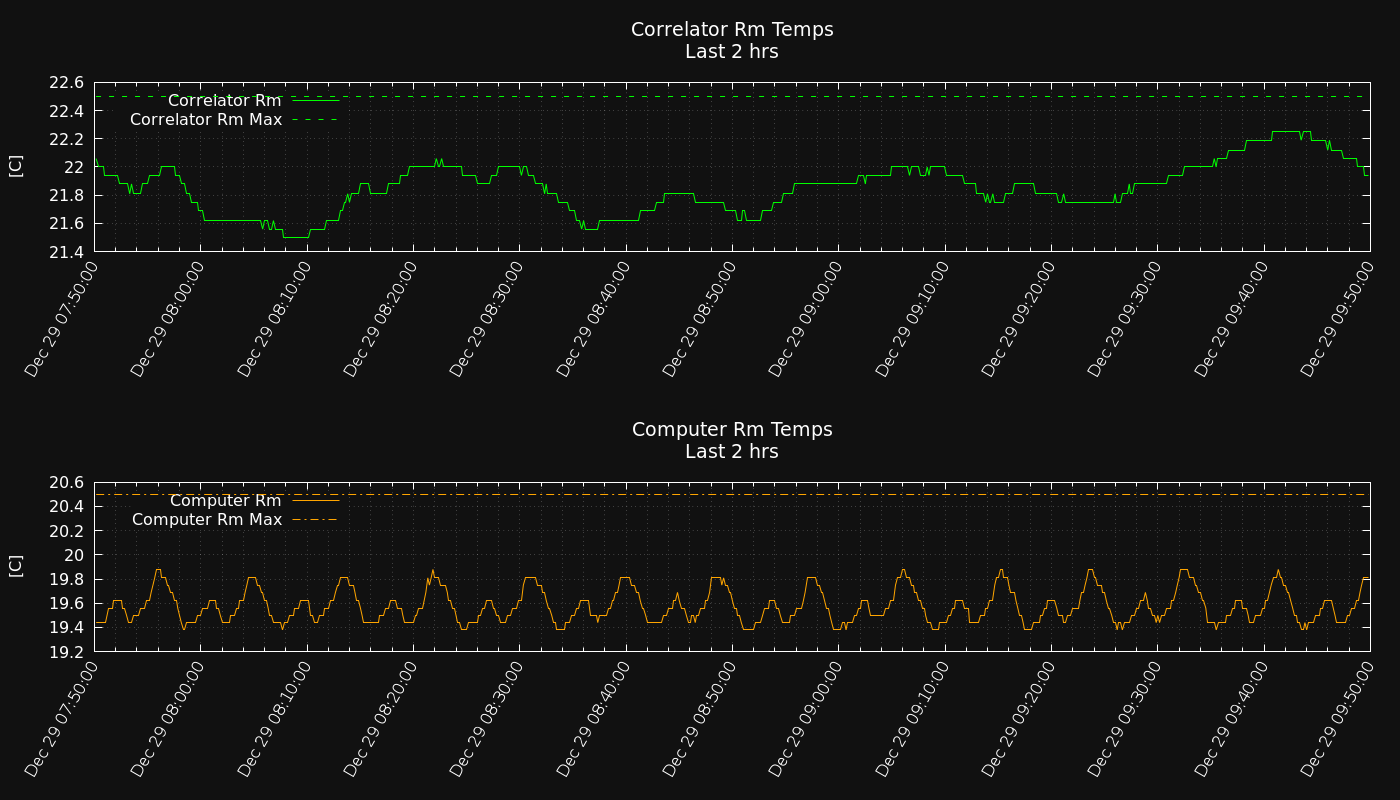 Correlator Rm Temps
Last 2 hrs
22.6
22.4
22.2
22
21.8
21.6
21.4
[C]
Correlator Rm
Correlator Rm Max
Dec 29 07:50:00
Dec 29 08:00:00
Dec 29 08:10:00
Dec 29 08:20:00
Dec 29 08:30:00
Dec 29 08:40:00
Dec 29 08:50:00
Dec 29 09:00:00
Dec 29 09:10:00
Dec 29 09:20:00
Dec 29 09:30:00
Dec 29 09:40:00
Dec 29 09:50:00
Computer Rm Temps
Last 2 hrs
20.6
20.4
20.2
20
19.8
19.6
19.4
19.2
[C]
Computer Rm
Computer Rm Max
Dec 29 07:50:00
Dec 29 08:00:00
Dec 29 08:10:00
Dec 29 08:20:00
Dec 29 08:30:00
Dec 29 08:40:00
Dec 29 08:50:00
Dec 29 09:00:00
Dec 29 09:10:00
Dec 29 09:20:00
Dec 29 09:30:00
Dec 29 09:40:00
Dec 29 09:50:00